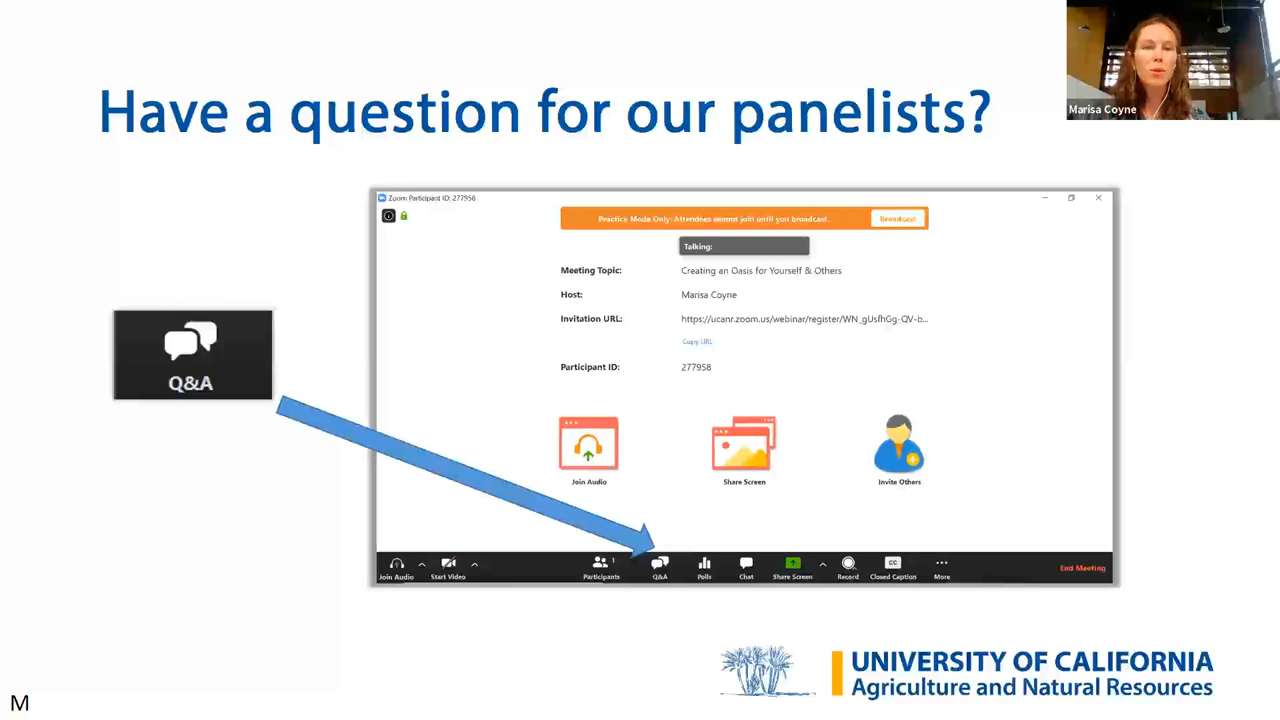 Have a question for our panelists?
Marisa Coyne
Zoom Participant ID: 277958
Practice Mode Only: Attendees cannot join until you broadcast.
Broadcast
Talking:
Meeting Topic: Creating an Oasis for Yourself & Others
Host: Marisa Coyne
Invitation URL: https://ucanr.zoom.us/webinar/register/WN_gUsfhGg-QV-b...
Copy URL
Participant ID: 277958
Q&A
Join Audio Share Screen Invite Others
Join Audio Start Video Participants 1 Q&A Polls Chat Share Screen Record Closed Caption More End Meeting
CC
UNIVERSITY OF CALIFORNIA
Agriculture and Natural Resources
M